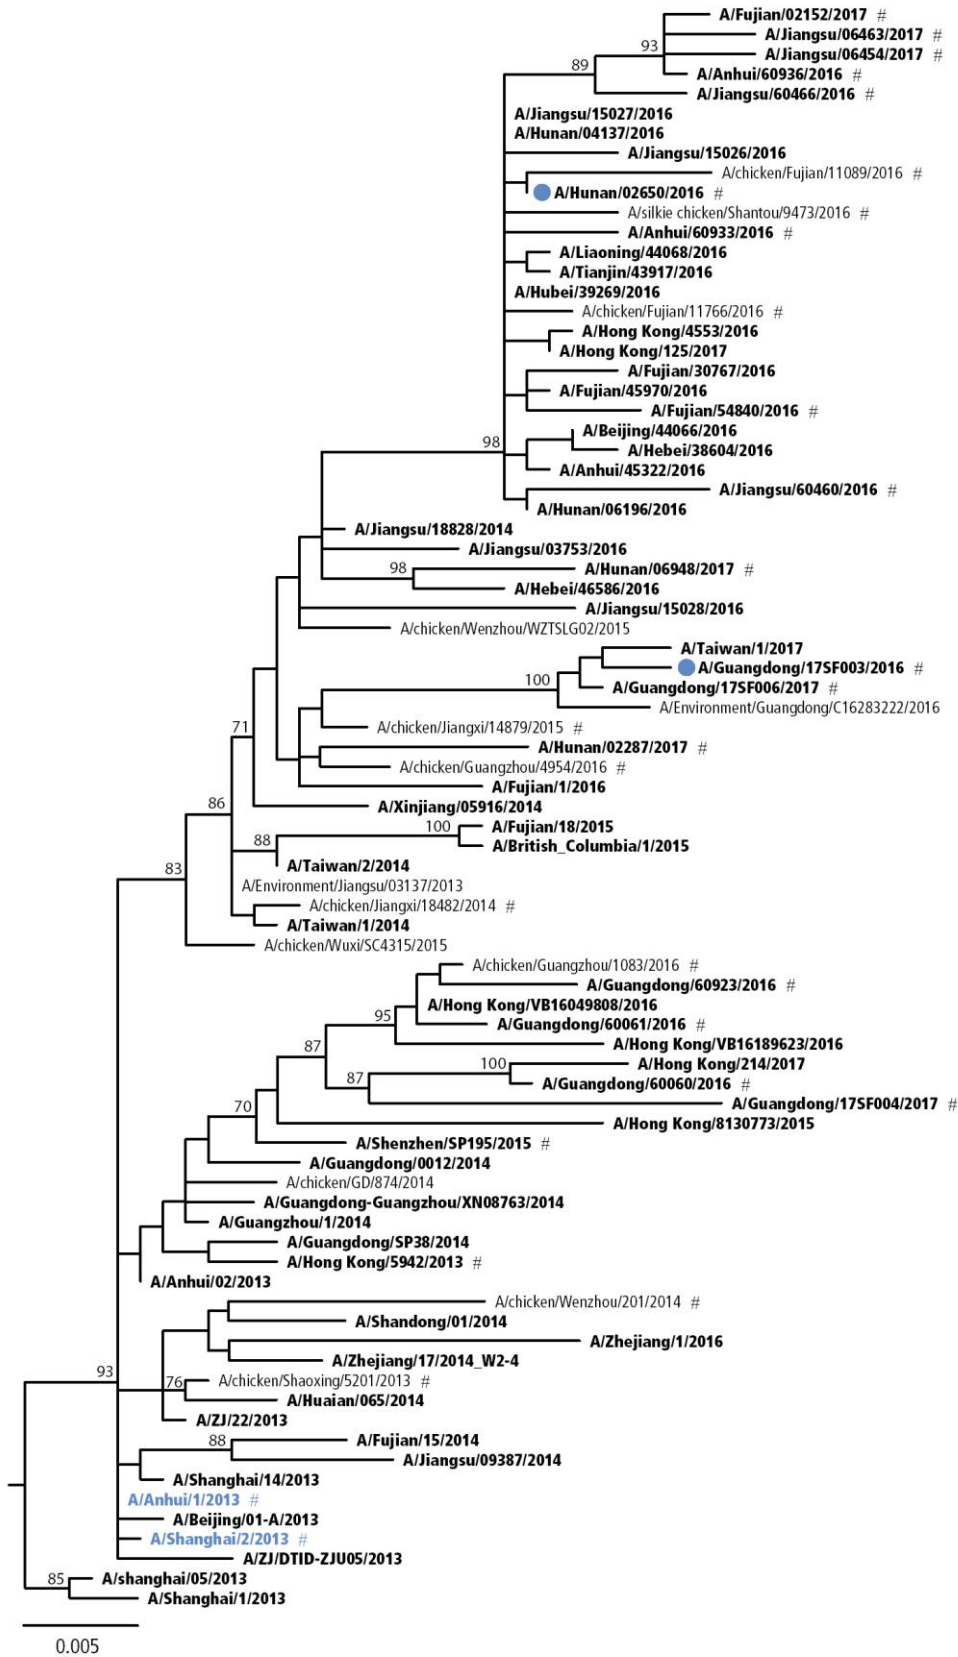 A/Fujian/02152/2017 #
A/Jiangsu/06463/2017 #
93
A/Jiangsu/06454/2017 #
89
A/Anhui/60936/2016 #
A/Jiangsu/60466/2016 #
A/Jiangsu/15027/2016
A/Hunan/04137/2016
A/Jiangsu/15026/2016
A/chicken/Fujian/11089/2016 #
A/Hunan/02650/2016 #
A/silkie chicken/Shantou/9473/2016 #
A/Anhui/60933/2016 #
A/Liaoning/44068/2016
A/Tianjin/43917/2016
A/Hubei/39269/2016
A/chicken/Fujian/11766/2016 #
A/Hong Kong/4553/2016
A/Hong Kong/125/2017
A/Fujian/30767/2016
A/Fujian/45970/2016
A/Fujian/54840/2016 #
A/Beijing/44066/2016
98
A/Hebei/38604/2016
A/Anhui/45322/2016
A/Jiangsu/60460/2016 #
A/Hunan/06196/2016
A/Jiangsu/18828/2014
A/Jiangsu/03753/2016
98
A/Hunan/06948/2017 #
A/Hebei/46586/2016
A/Jiangsu/15028/2016
A/chicken/Wenzhou/WZTSLG02/2015
A/Taiwan/1/2017
A/Guangdong/17SF003/2016 #
100
A/Guangdong/17SF006/2017 #
A/Environment/Guangdong/C16283222/2016
71
A/chicken/Jiangxi/14879/2015 #
A/Hunan/02287/2017 #
A/chicken/Guangzhou/4954/2016 #
A/Fujian/1/2016
86
A/Xinjiang/05916/2014
100
A/Fujian/18/2015
88
A/British_Columbia/1/2015
A/Taiwan/2/2014
83
A/Environment/Jiangsu/03137/2013
A/chicken/Jiangxi/18482/2014 #
A/Taiwan/1/2014
A/chicken/Wuxi/SC4315/2015
A/chicken/Guangzhou/1083/2016 #
A/Guangdong/60923/2016 #
A/Hong Kong/VB16049808/2016
95
A/Guangdong/60061/2016 #
87
A/Hong Kong/VB16189623/2016
100
A/Hong Kong/214/2017
87
A/Guangdong/60060/2016 #
70
A/Guangdong/17SF004/2017 #
A/Hong Kong/8130773/2015
A/Shenzhen/SP195/2015 #
A/Guangdong/0012/2014
A/chicken/GD/874/2014
A/Guangdong-Guangzhou/XN08763/2014
A/Guangzhou/1/2014
A/Guangdong/SP38/2014
A/Hong Kong/5942/2013 #
A/Anhui/02/2013
A/chicken/Wenzhou/201/2014 #
A/Shandong/01/2014
A/Zhejiang/1/2016
A/Zhejiang/17/2014_W2-4
93
76
A/chicken/Shaoxing/5201/2013 #
A/Huaian/065/2014
A/ZJ/22/2013
88
A/Fujian/15/2014
A/Jiangsu/09387/2014
A/Shanghai/14/2013
A/Anhui/1/2013 #
A/Beijing/01-A/2013
A/Shanghai/2/2013 #
A/ZJ/DTID-ZJU05/2013
85
A/shanghai/05/2013
A/Shanghai/1/2013
0.005